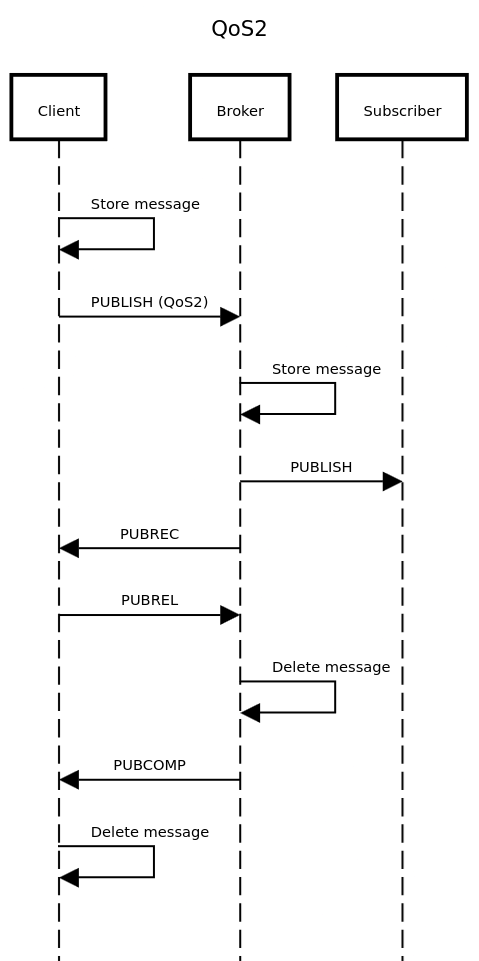 QoS2
Client
Broker
Subscriber
Store message
PUBLISH (QoS2)
Store message
PUBLISH
PUBREC
PUBREL
Delete message
PUBCOMP
Delete message